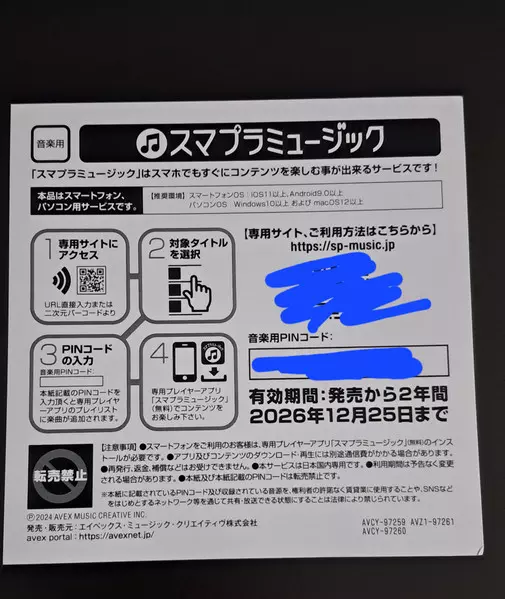 音楽用
スマプラミュージック
「スマプラミュージック」はスマホでもすぐにコンテンツを楽しむ事が出来るサービスです!
本品はスマートフォン、
パソコン用サービスです。
【推奨環境】 スマートフォンOS:iOS11以上、Android9.0以上
パソコンOS Windows10以上 および macOS12以上
1 専用サイトに
アクセス
URL直接入力または
二次元バーコードより
2 対象タイトル
を選択
【専用サイト、ご利用方法はこちらから】
https://sp-music.jp
3 PINコード
の入力
音楽用PINコード:
本紙記載のPINコードを
入力頂くと専用プレイヤー
アプリのプレイリスト
に楽曲が追加されます。
4
専用プレイヤーアプリ
「スマプラミュージック」
(無料)でコンテンツを
お楽しみ下さい。
音楽用PINコード:
有効期間:発売から2年間
2026年12月25日まで
転売禁止
【注意事項】●スマートフォンをご利用のお客様は、専用プレイヤーアプリ「スマプラミュージック」(無料)のインス
トールが必要です。●アプリ及びコンテンツのダウンロード・再生には別途通信費がかかる場合があります。
●再発行、返金、補償などはお受けできません。●本サービスは日本国内専用です。●利用期間は予告なく変更
される場合があります。●本紙及び本紙記載のPINコードは転売禁止です。
※本紙に記載されているPINコード及び収録されている音源を、権利者の許諾なく賃貸業に使用することや、SNSなど
をはじめとするネットワーク等を通じて共有・放送できる状態にすることは法律により禁じられています。
Ⓟ2024 AVEX MUSIC CREATIVE INC.
発売・販売元:エイベックス・ミュージック・クリエイティヴ株式会社
avex portal:https://avexnet.jp/
AVCY-97259 AVZ1-97261
AVCY-97260